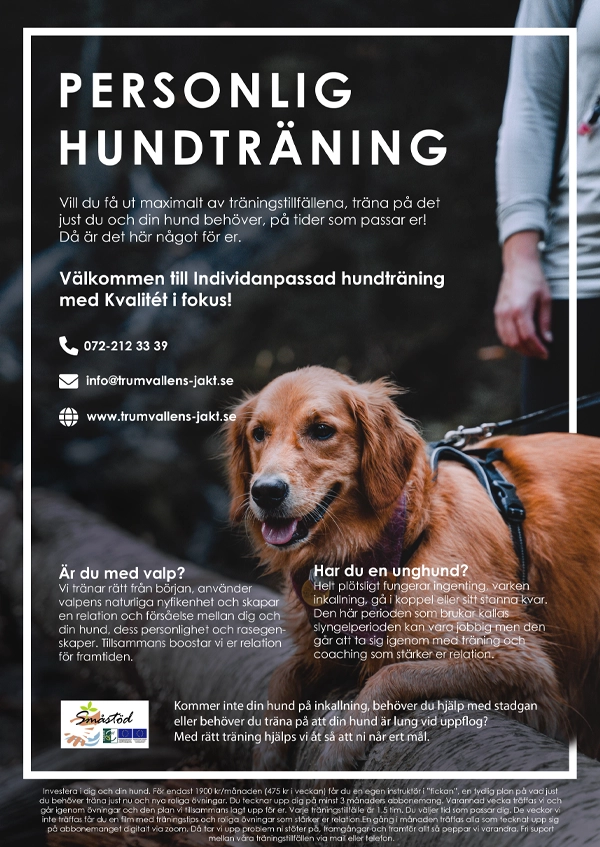 PERSONLIG
HUNDTRÄNING
Vill du få ut maximalt av träningstillfällena, träna på det
just du och din hund behöver, på tider som passar er!
Då är det här något för er.
Välkommen till Individanpassad hundträning
med Kvalitét i fokus!
072-212 33 39
info@trumvallens-jakt.se
www.trumvallens-jakt.se
Är du med valp?
Vi tränar rätt från början, använder
valpens naturliga nyfikenhet och skapar
en relation och försåelse mellan dig och
din hund, dess personlighet och rasegen-
skaper. Tillsammans boostar vi er relation
för framtiden.
Har du en unghund?
Helt plötsligt fungerar ingenting, varken
inkallning, gå i koppel eller sitt stanna kvar.
Den här perioden som brukar kallas
slyngelperioden kan vara jobbig men den
går att ta sig igenom med träning och
coaching som stärker er relation.
Småstöd
Kommer inte din hund på inkallning, behöver du hjälp med stadgan
eller behöver du träna på att din hund är lung vid uppflog?
Med rätt träning hjälps vi åt så att ni når ert mål.
Investera i dig och din hund. För endast 1900 kr/månaden (475 kr i veckan) får du en egen instruktör i "fickan", en tydlig plan på vad just
du behöver träna just nu och nya roliga övningar. Du tecknar upp dig på minst 3 månaders abbonemang. Varannad vecka träffas vi och
går igenom övningar och den plan vi tillsammans lagt upp för er. Varje träningstillfälle är 1.5 tim. Du väljer tid som passar dig. De veckor vi
inte träffas får du en film med träningstips och roliga övningar som stärker er relation.En gång i månaden träffas alla som tecknat upp sig
på abbonemanget digitalt via zoom. Då tar vi upp problem ni stöter på, framgångar och framför allt så peppar vi varandra. Fri suport
mellan våra träningstillfällen via mail eller telefon.